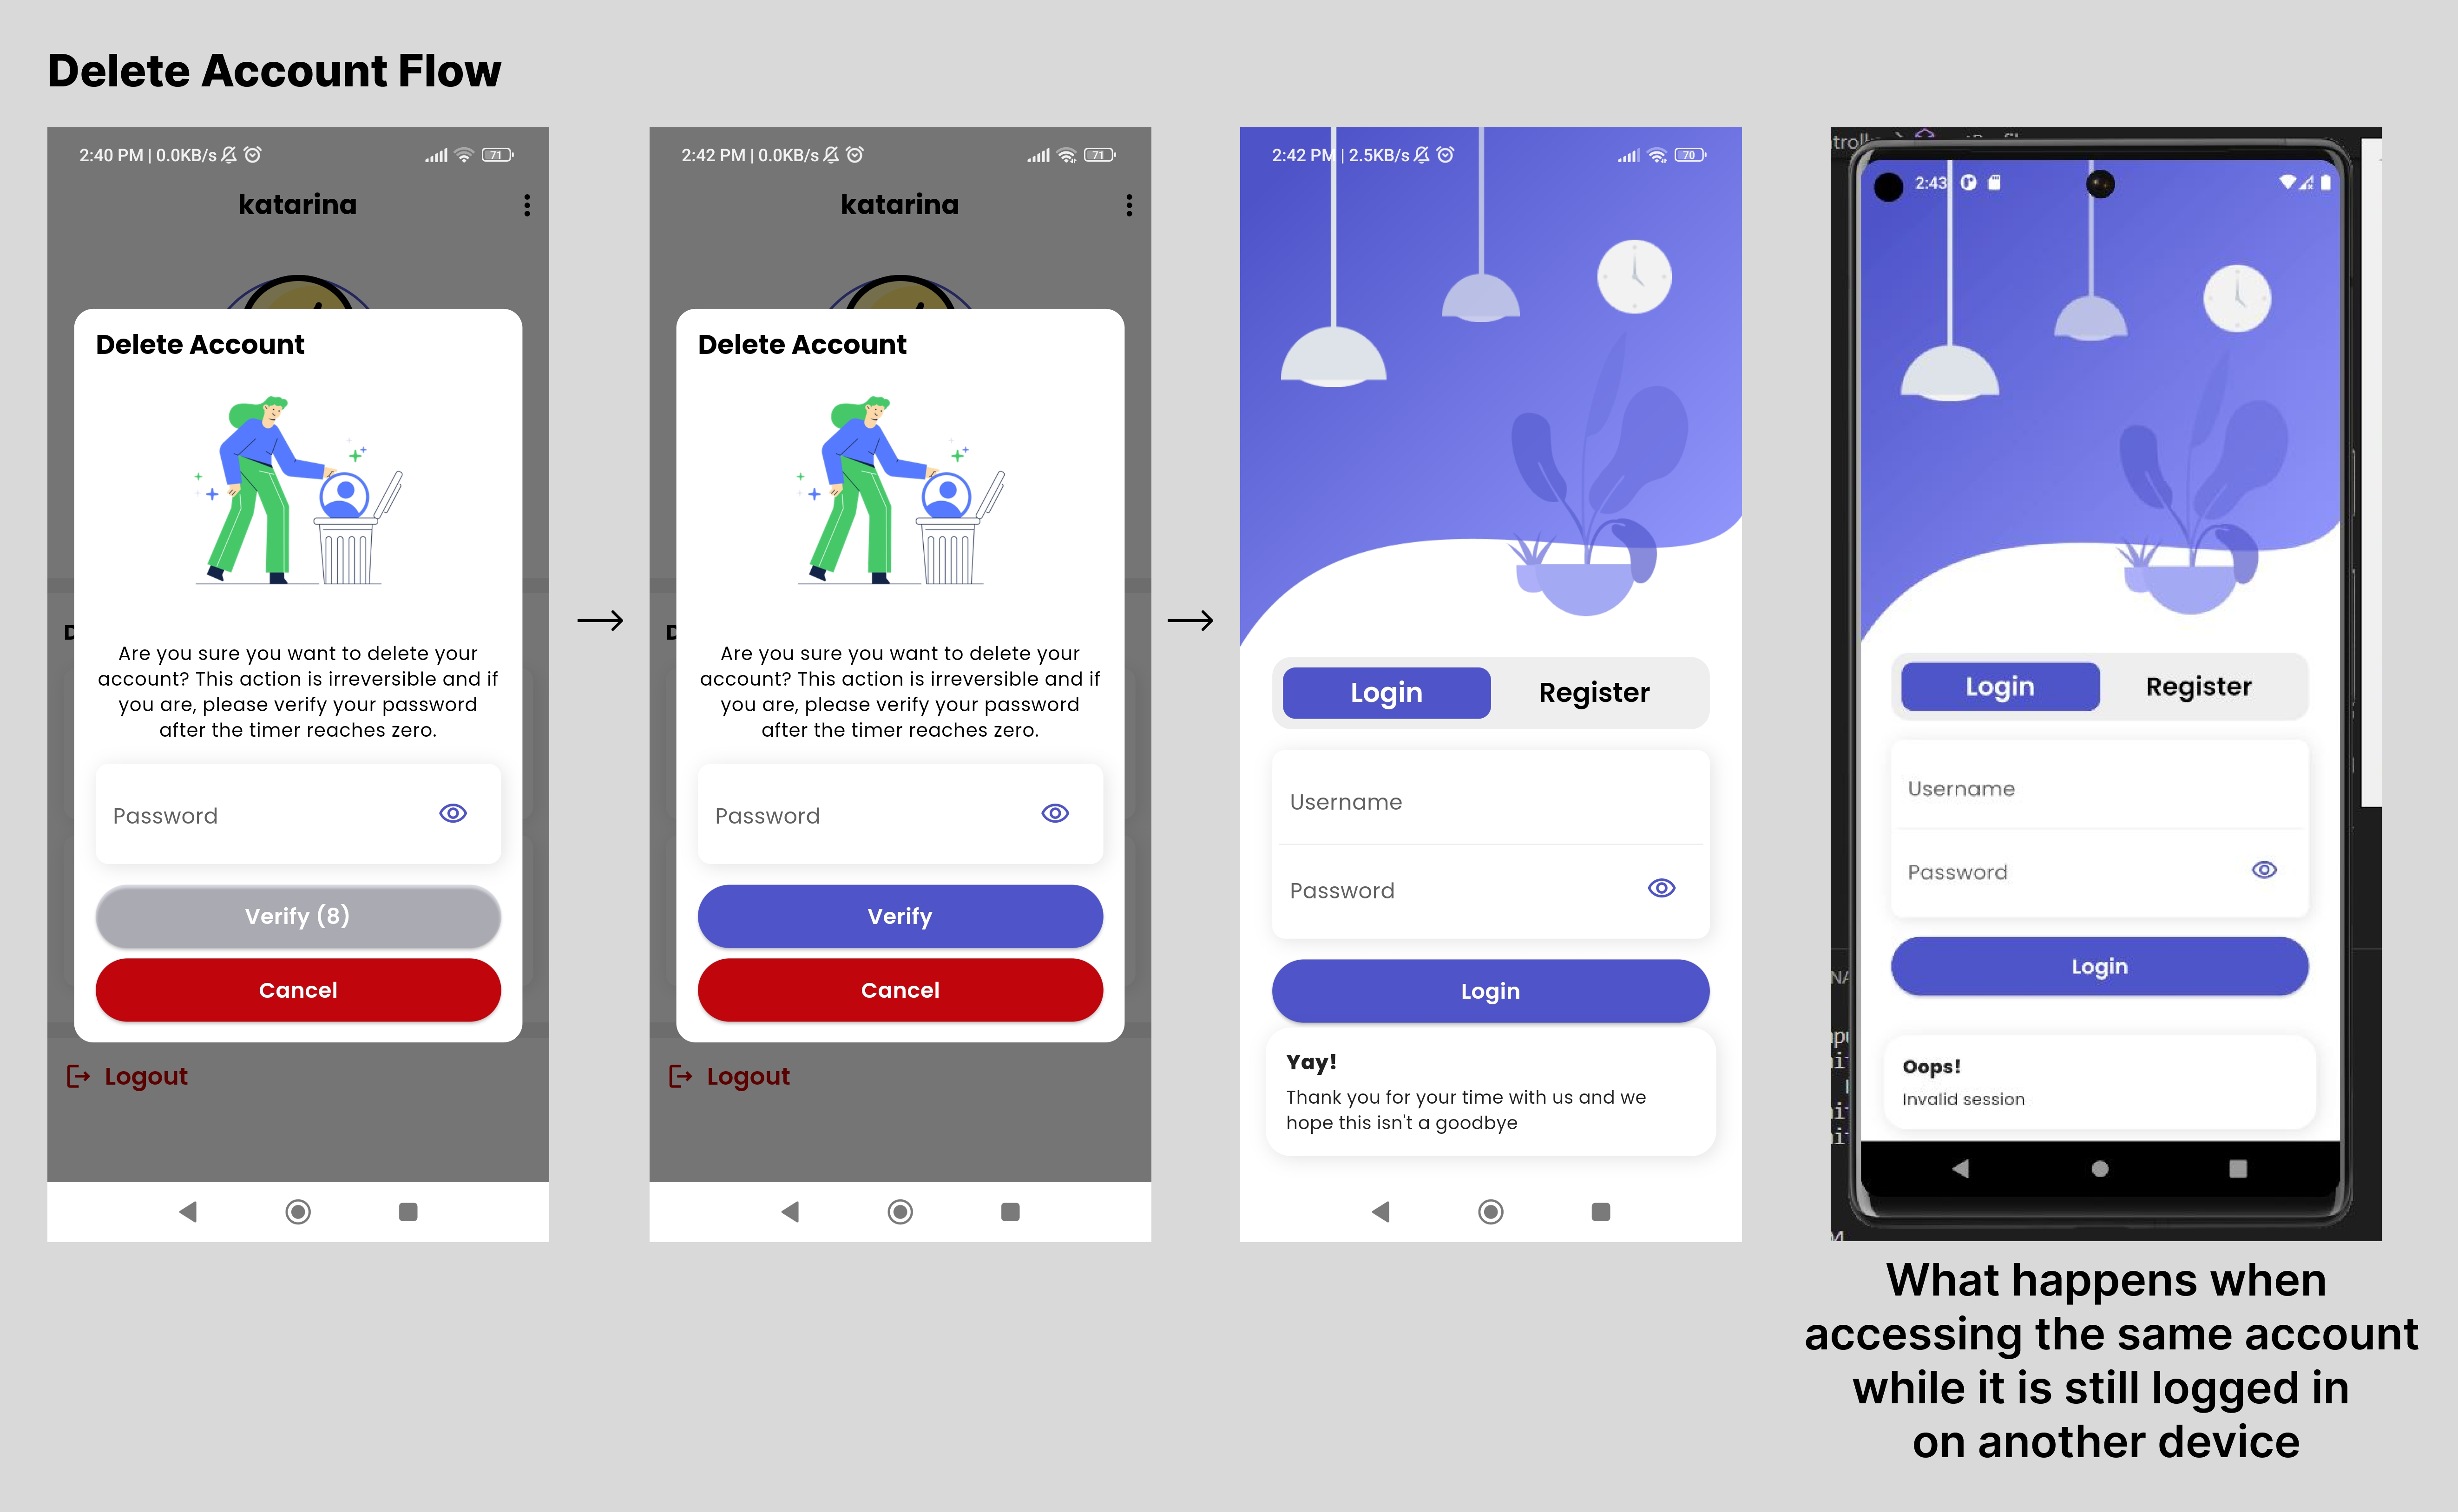 Delete Account Flow
2:40 PM | 0.0KB/s
71
katarina
Delete Account
Are you sure you want to delete your
account? This action is irreversible and if
you are, please verify your password
after the timer reaches zero.
Password
Verify (8)
Cancel
Logout
2:42 PM | 0.0KB/s
71
katarina
Delete Account
Are you sure you want to delete your
account? This action is irreversible and if
you are, please verify your password
after the timer reaches zero.
Password
Verify
Cancel
Logout
2:42 PM | 2.5KB/s
70
Login Register
Username
Password
Login
Yay!
Thank you for your time with us and we
hope this isn't a goodbye
2:43
Login Register
Username
Password
Login
Oops!
Invalid session
What happens when
accessing the same account
while it is still logged in
on another device